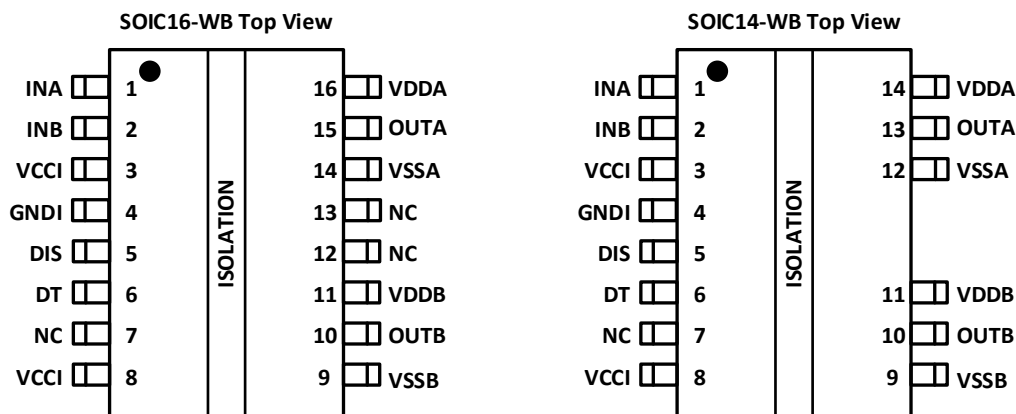 SOIC16-WB Top View
INA 1 16 VDDA
INB 2 15 OUTA
VCCI 3 14 VSSA
GNDI 4 13 NC
DIS 5 12 NC
DT 6 11 VDDB
NC 7 10 OUTB
VCCI 8 9 VSSB
ISOLATION
SOIC14-WB Top View
INA 1 14 VDDA
INB 2 13 OUTA
VCCI 3 12 VSSA
GNDI 4
DIS 5
DT 6 11 VDDB
NC 7 10 OUTB
VCCI 8 9 VSSB
ISOLATION